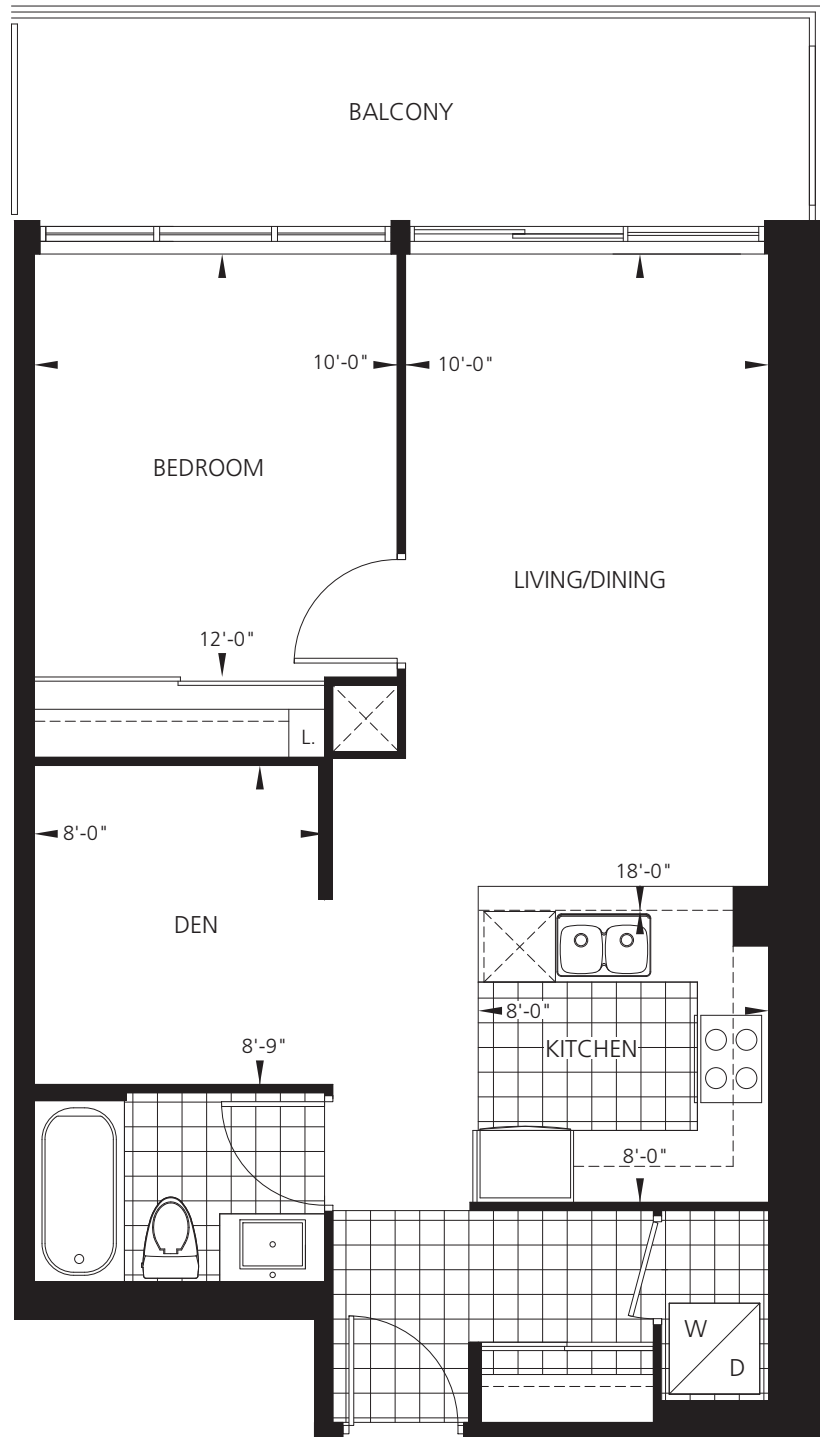 BALCONY
10'-0" 10'-0"
BEDROOM
LIVING/DINING
12'-0"
L.
8'-0"
18'-0"
DEN
8'-0"
8'-9"
KITCHEN
8'-0"
W
D